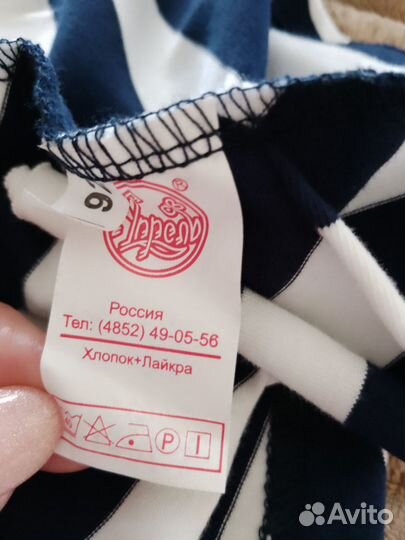 Россия
Тел: (4852) 49-05-56
Хлопок+Лайкра
P
Avito